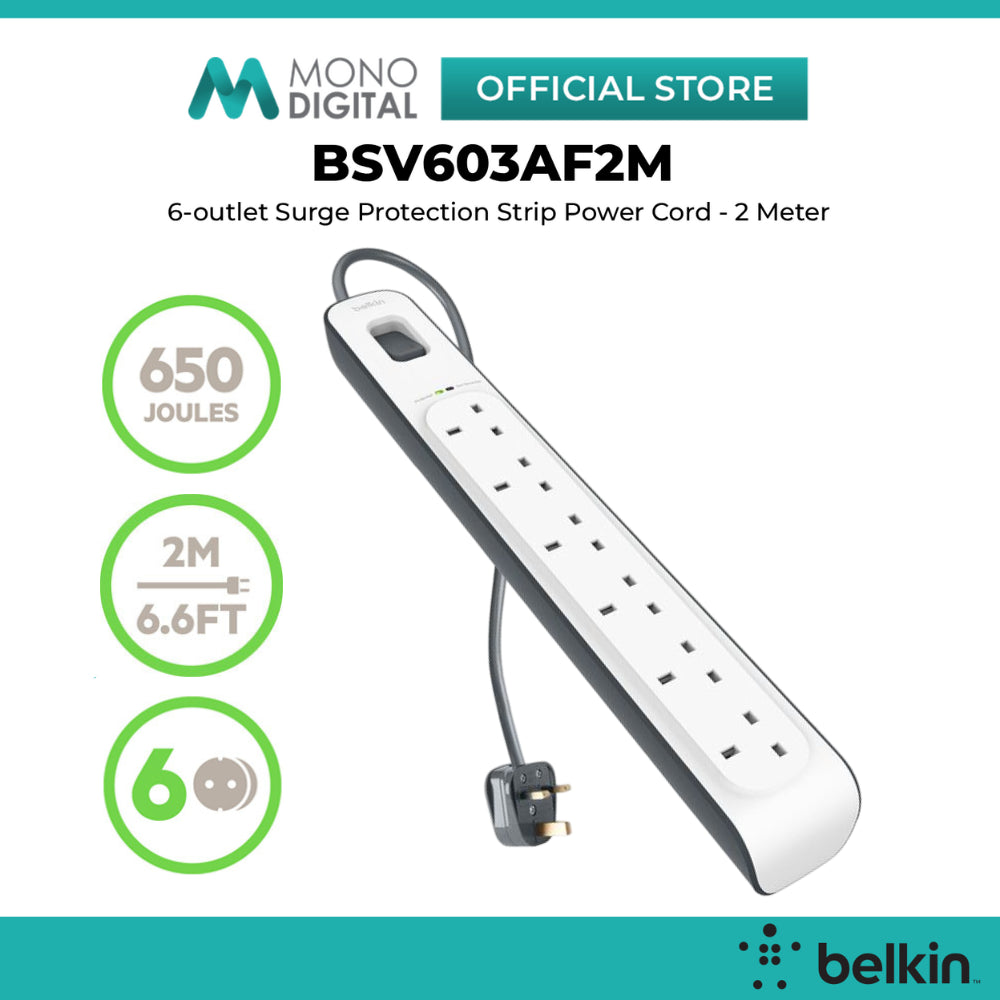 MONO
DIGITAL
OFFICIAL STORE
BSV603AF2M
6-outlet Surge Protection Strip Power Cord - 2 Meter
belkin
650
JOULES
2M
6.6FT
6
belkin